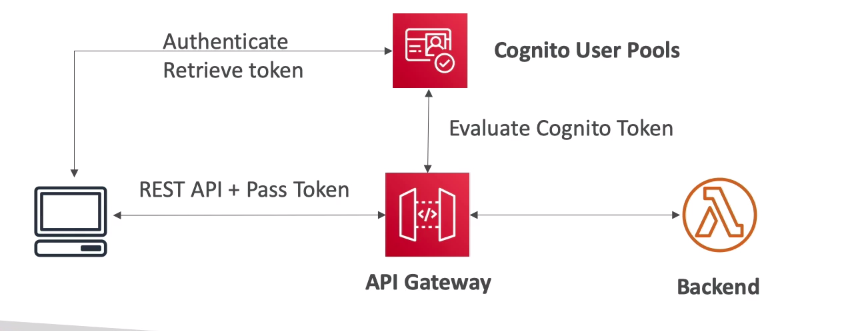 Authenticate
Retrieve token
Cognito User Pools
Evaluate Cognito Token
REST API + Pass Token
</>
API Gateway
Backend